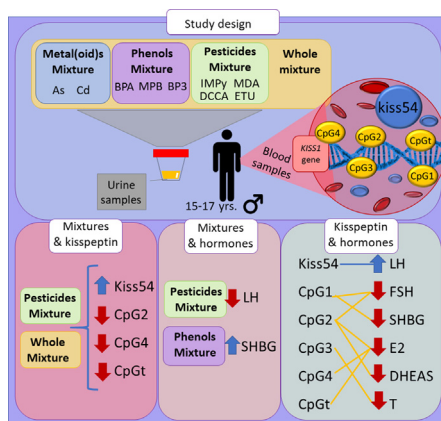 Study design
Metal(oid)s
Mixture
As Cd
Phenols
Mixture
BPA MPB BP3
Pesticides
Mixture
IMPy MDA
DCCA ETU
Whole
mixture
Urine
samples
15-17 yrs.
Blood
samples
KISS1
gene
kiss54
CpG4
CpG2
CpGt
CpG3
CpG1
Mixtures
& kisspeptin
Pesticides
Mixture
Whole
Mixture
Kiss54
CpG2
CpG4
CpGt
Mixtures
& hormones
Pesticides
Mixture
LH
Phenols
Mixture
SHBG
Kisspeptin
& hormones
Kiss54 LH
CpG1 FSH
CpG2 SHBG
CpG3 E2
CpG4 DHEAS
CpGt T